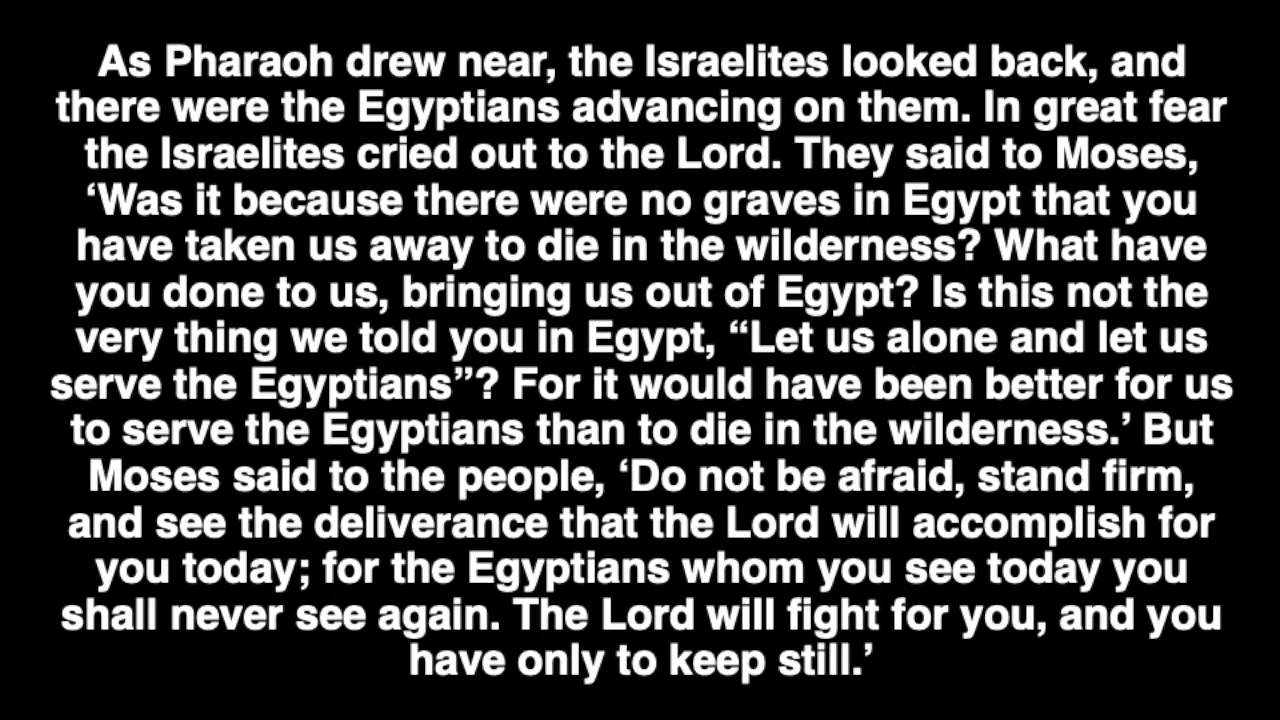 As Pharaoh drew near, the Israelites looked back, and
there were the Egyptians advancing on them. In great fear
the Israelites cried out to the Lord. They said to Moses,
‘Was it because there were no graves in Egypt that you
have taken us away to die in the wilderness? What have
you done to us, bringing us out of Egypt? Is this not the
very thing we told you in Egypt, “Let us alone and let us
serve the Egyptians”? For it would have been better for us
to serve the Egyptians than to die in the wilderness.’ But
Moses said to the people, ‘Do not be afraid, stand firm,
and see the deliverance that the Lord will accomplish for
you today; for the Egyptians whom you see today you
shall never see again. The Lord will fight for you, and you
have only to keep still.’